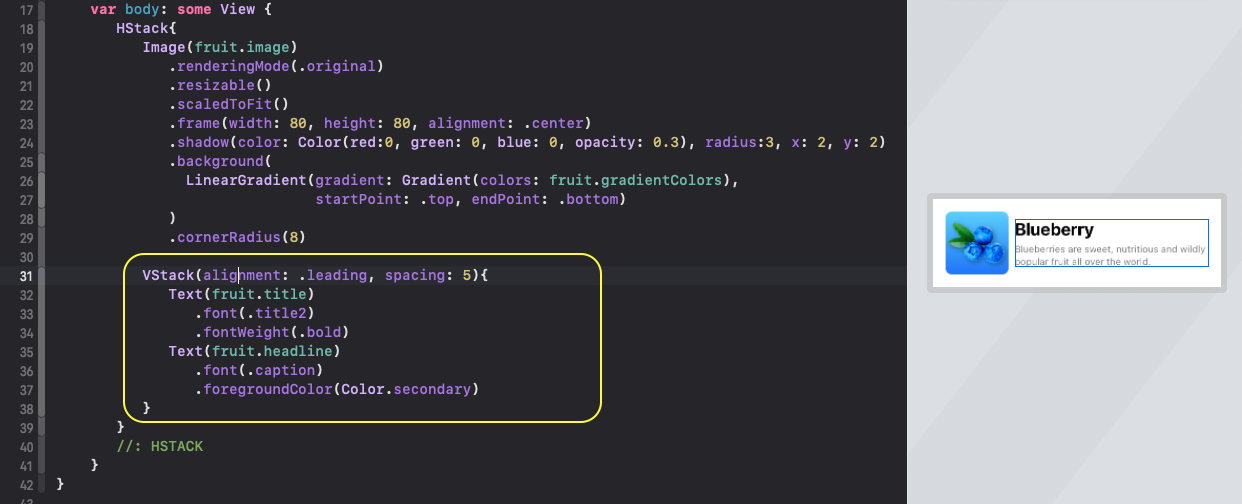 17 var body: some View {
18 HStack{
19 Image(fruit.image)
20 .renderingMode(.original)
21 .resizable()
22 .scaledToFit()
23 .frame(width: 80, height: 80, alignment: .center)
24 .shadow(color: Color(red:0, green: 0, blue: 0, opacity: 0.3), radius:3, x: 2, y: 2)
25 .background(
26 LinearGradient(gradient: Gradient(colors: fruit.gradientColors),
27 startPoint: .top, endPoint: .bottom)
28 )
29 .cornerRadius(8)
30
31 VStack(alignment: .leading, spacing: 5){
32 Text(fruit.title)
33 .font(.title2)
34 .fontWeight(.bold)
35 Text(fruit.headline)
36 .font(.caption)
37 .foregroundColor(Color.secondary)
38 }
39 }
40 //: HSTACK
41 }
42 }
43
Blueberry
Blueberries are sweet, nutritious and wildly
popular fruit all over the world.